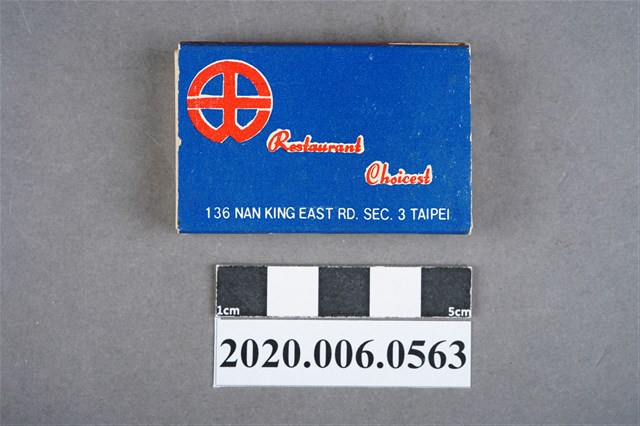 Restaurant
Choicest
136 NAN KING EAST RD. SEC. 3 TAIPEI
1cm 5cm
2020.006.0563